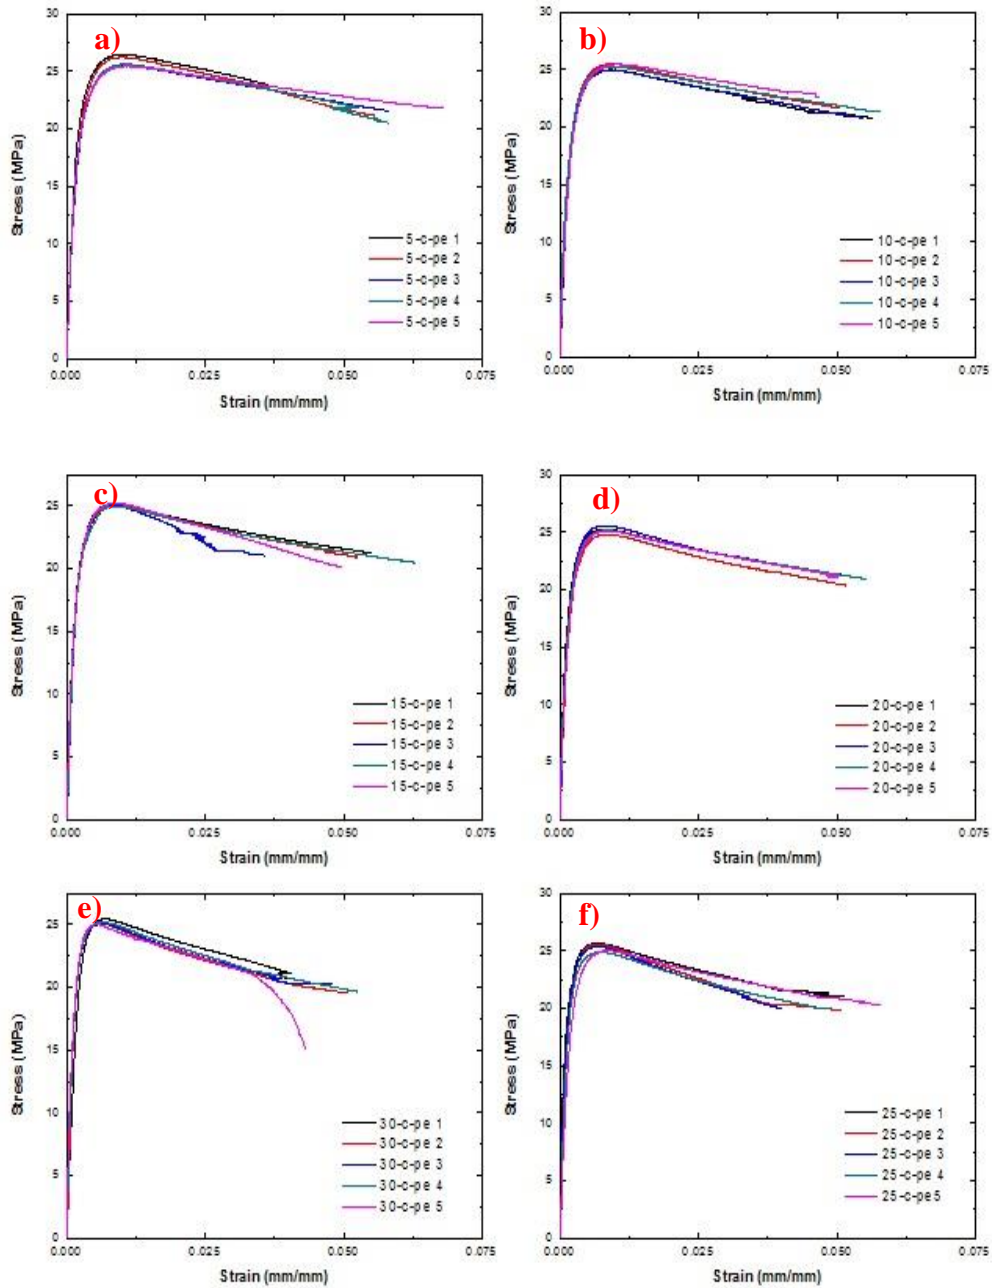 a)
30
25
20
15
10
5
0
Stress (MPa)
5-c-pe 1
5-c-pe 2
5-c-pe 3
5-c-pe 4
5-c-pe 5
0.000 0.025 0.050 0.075
Strain (mm/mm)
b)
30
25
20
15
10
5
0
Stress (MPa)
10-c-pe 1
10-c-pe 2
10-c-pe 3
10-c-pe 4
10-c-pe 5
0.000 0.025 0.050 0.075
Strain (mm/mm)
c)
25
20
15
10
5
0
Stress (MPa)
15-c-pe 1
15-c-pe 2
15-c-pe 3
15-c-pe 4
15-c-pe 5
0.000 0.025 0.050 0.075
Strain (mm/mm)
d)
30
25
20
15
10
5
0
Stress (MPa)
20-c-pe 1
20-c-pe 2
20-c-pe 3
20-c-pe 4
20-c-pe 5
0.000 0.025 0.050 0.075
Strain (mm/mm)
e)
25
20
15
10
5
0
Stress (MPa)
30-c-pe 1
30-c-pe 2
30-c-pe 3
30-c-pe 4
30-c-pe 5
0.000 0.025 0.050 0.075
Strain (mm/mm)
f)
30
25
20
15
10
5
0
Stress (MPa)
25-c-pe 1
25-c-pe 2
25-c-pe 3
25-c-pe 4
25-c-pe5
0.000 0.025 0.050 0.075
Strain (mm/mm)